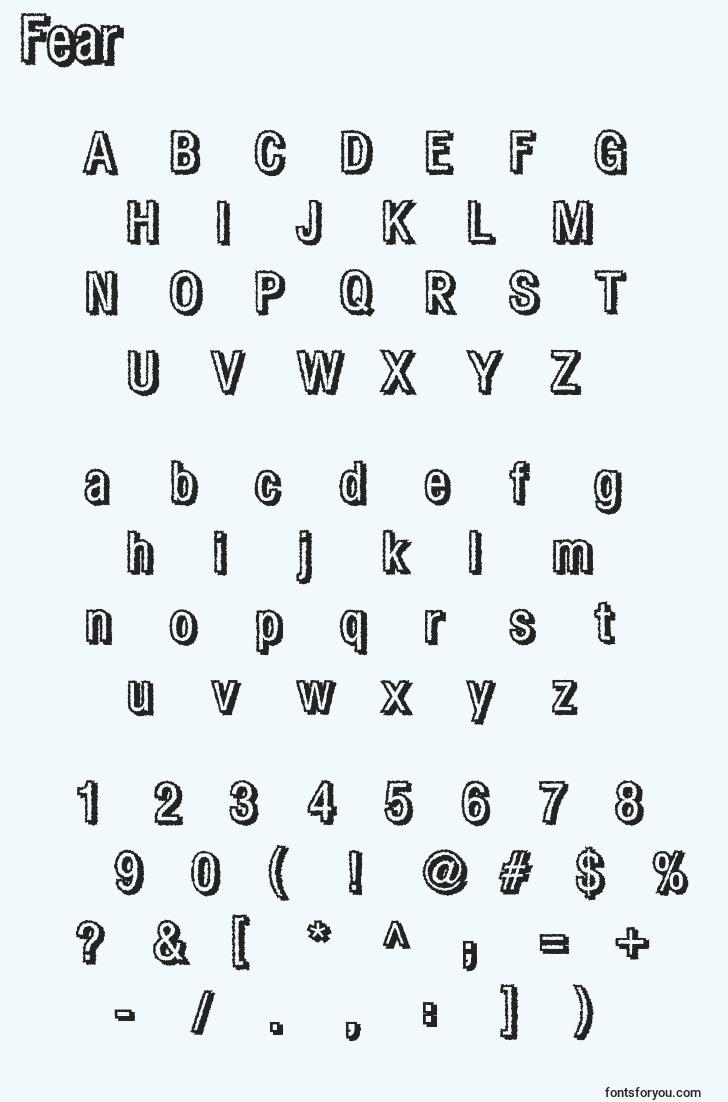 Fear
A B C D E F G
H I J K L M
N O P Q R S T
U V W X Y Z
a b c d e f g
h i j k l m
n o p q r s t
u v w x y z
1 2 3 4 5 6 7 8
9 0 ( ! @ # $ %
? & [ * ^ ; = +
- / . , : ] )
fontsforyou.com